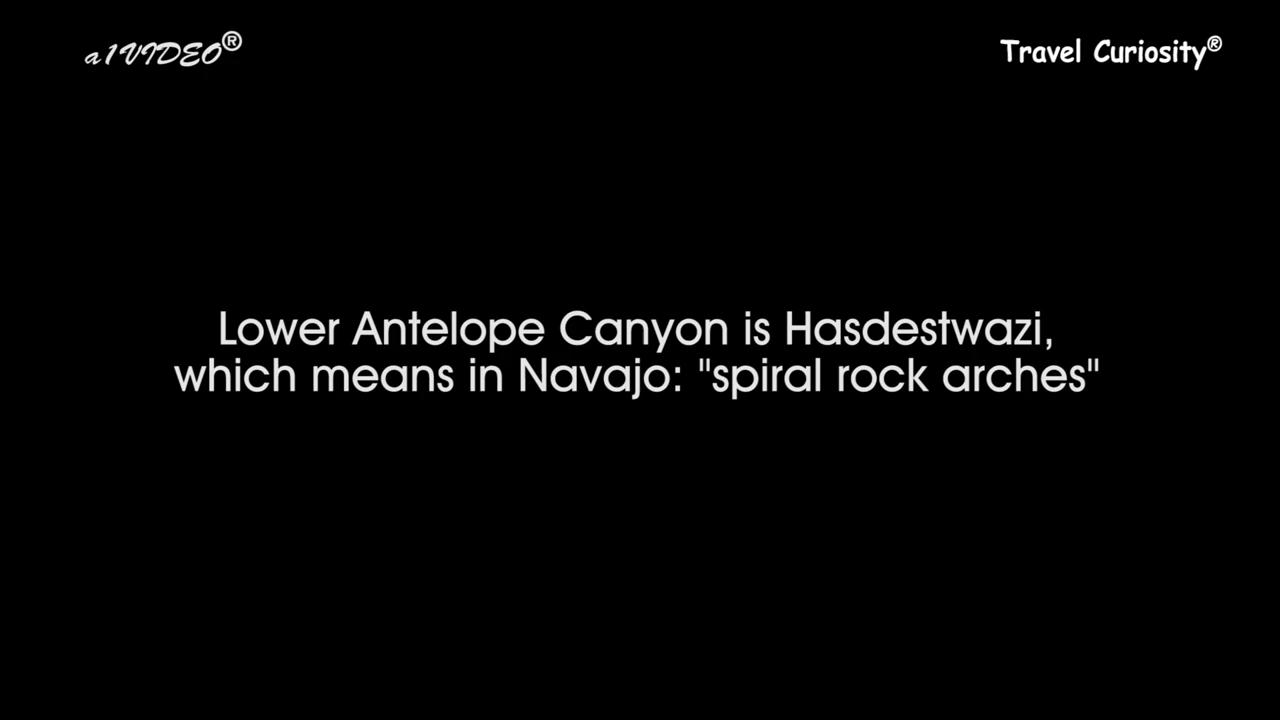 a1VIDEO®
Travel Curiosity®
Lower Antelope Canyon is Hasdestwazi,
which means in Navajo: "spiral rock arches"